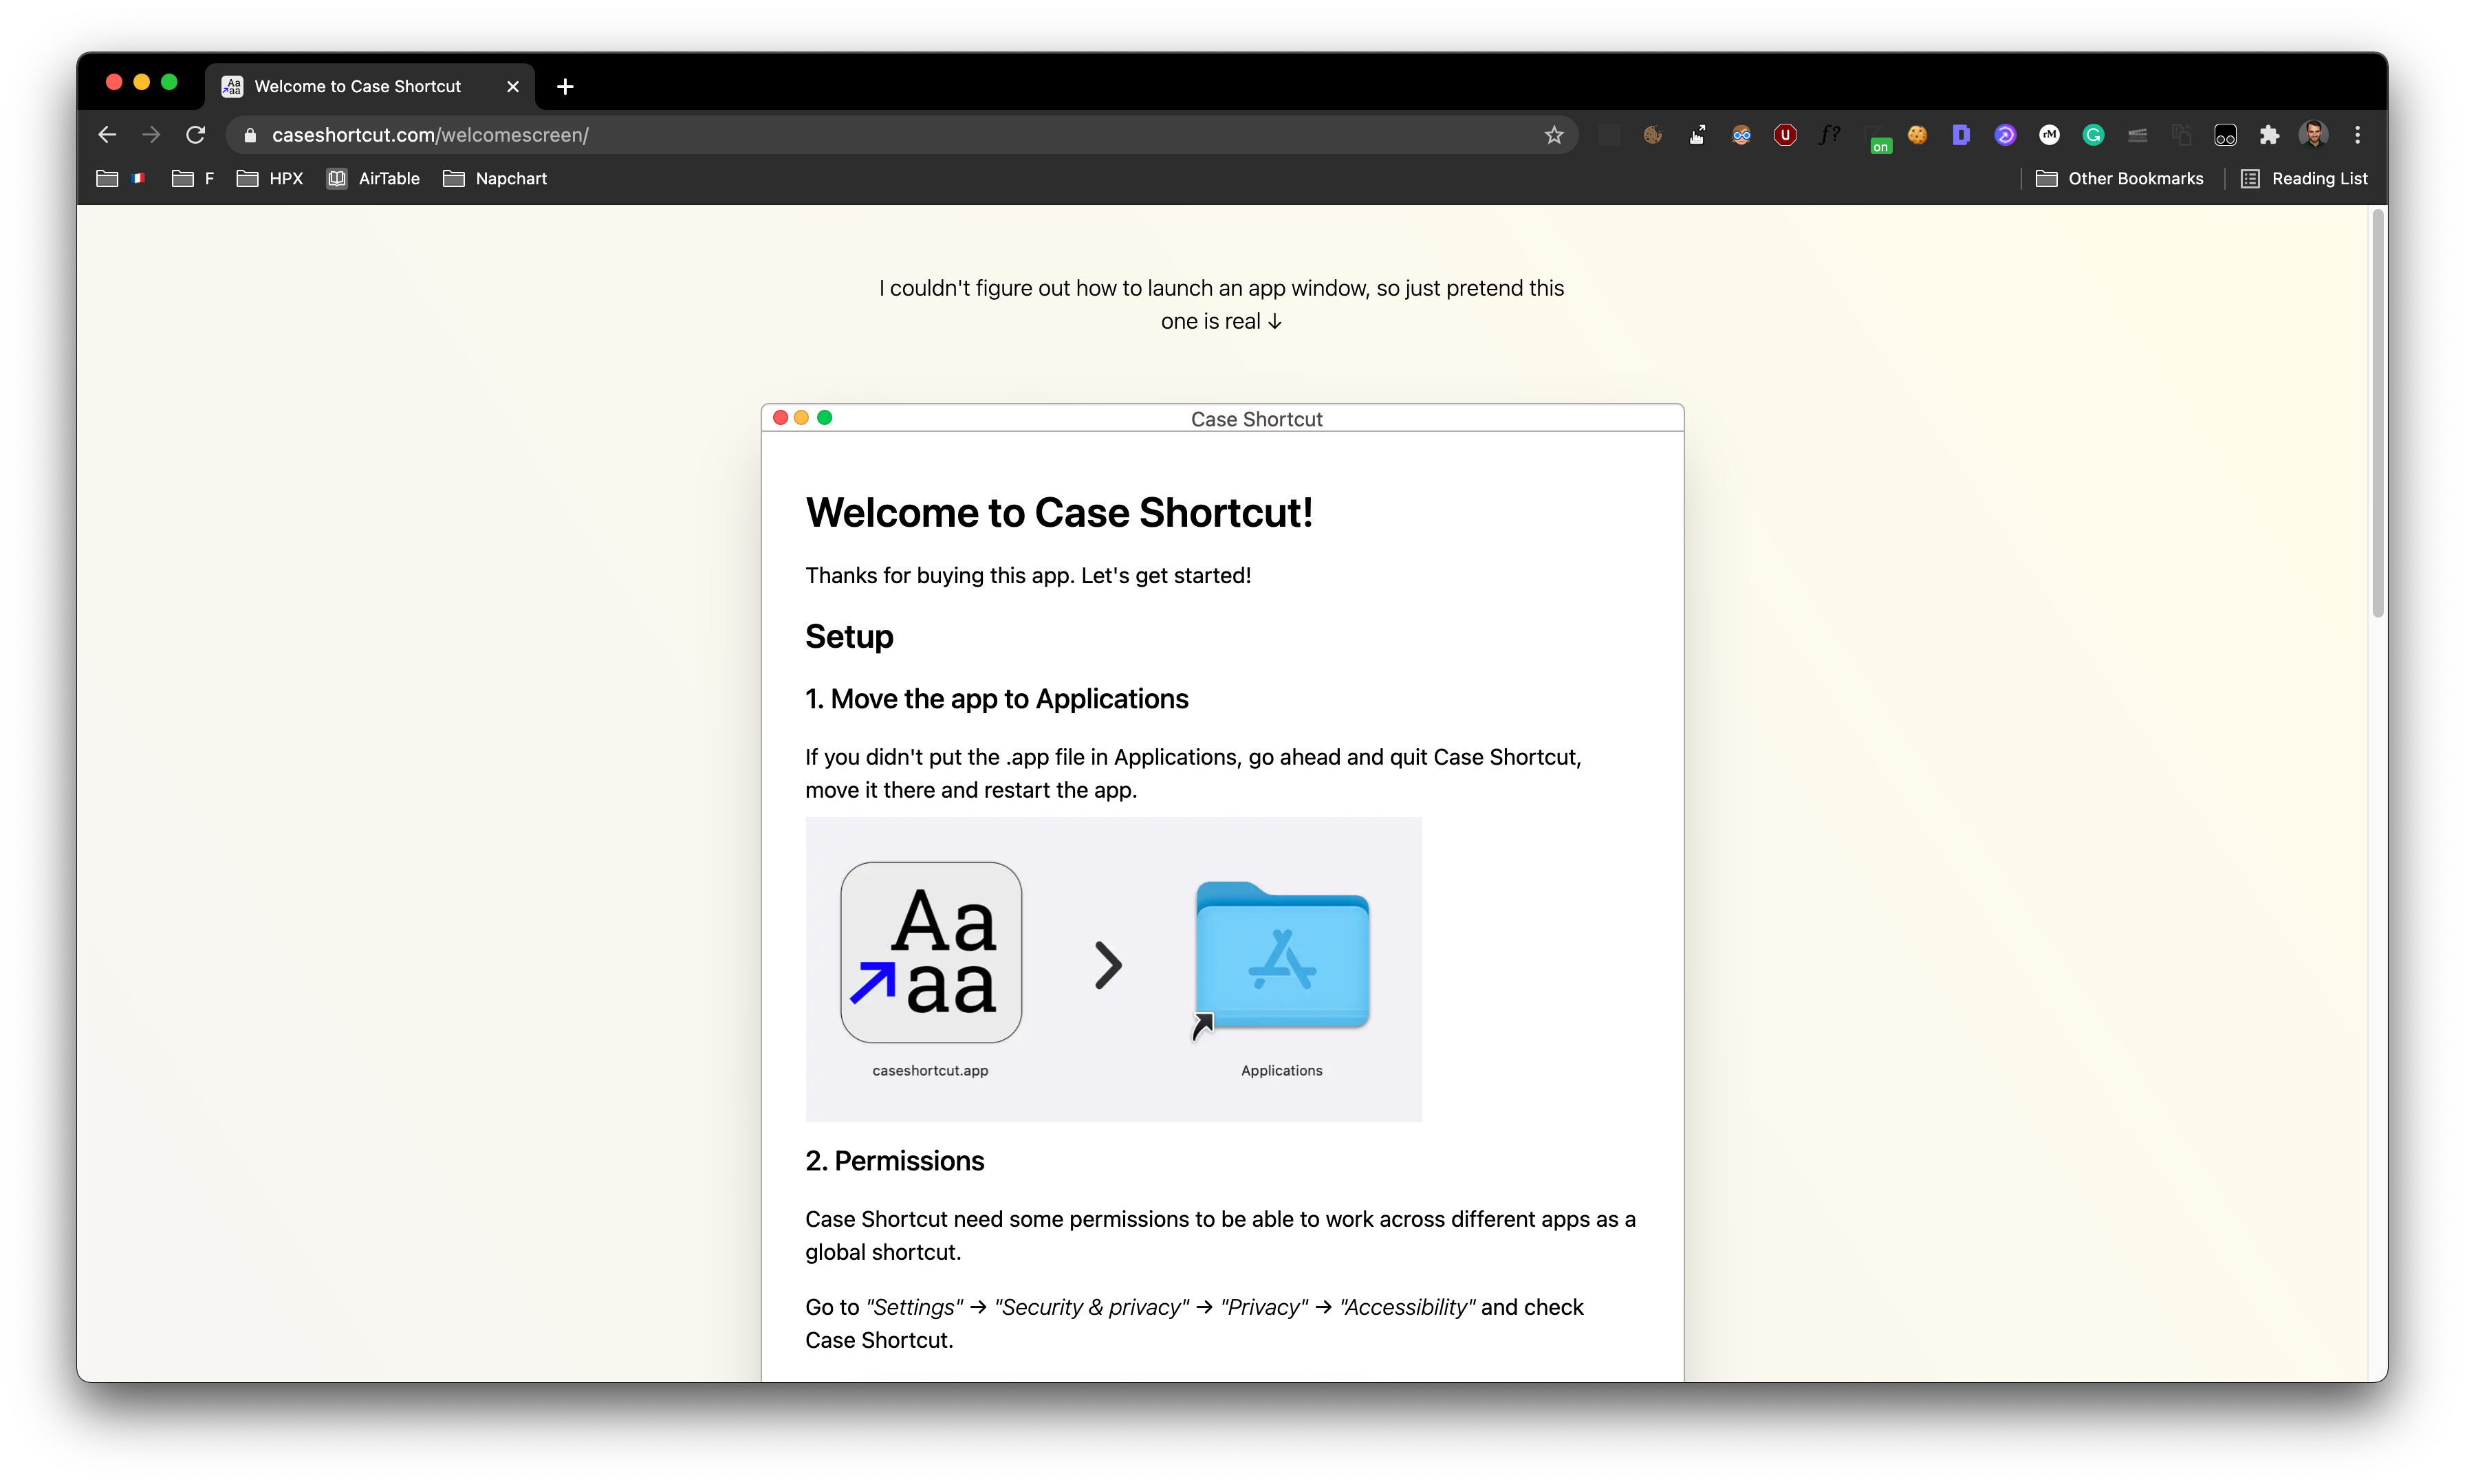 Welcome to Case Shortcut
caseshortcut.com/welcomescreen/
on
F
HPX
AirTable
Napchart
Other Bookmarks
Reading List
I couldn't figure out how to launch an app window, so just pretend this
one is real ↓
Case Shortcut
Welcome to Case Shortcut!
Thanks for buying this app. Let's get started!
Setup
1. Move the app to Applications
If you didn't put the .app file in Applications, go ahead and quit Case Shortcut,
move it there and restart the app.
Aa
aa
caseshortcut.app
Applications
2. Permissions
Case Shortcut need some permissions to be able to work across different apps as a
global shortcut.
Go to "Settings" → "Security & privacy" → "Privacy" → "Accessibility" and check
Case Shortcut.